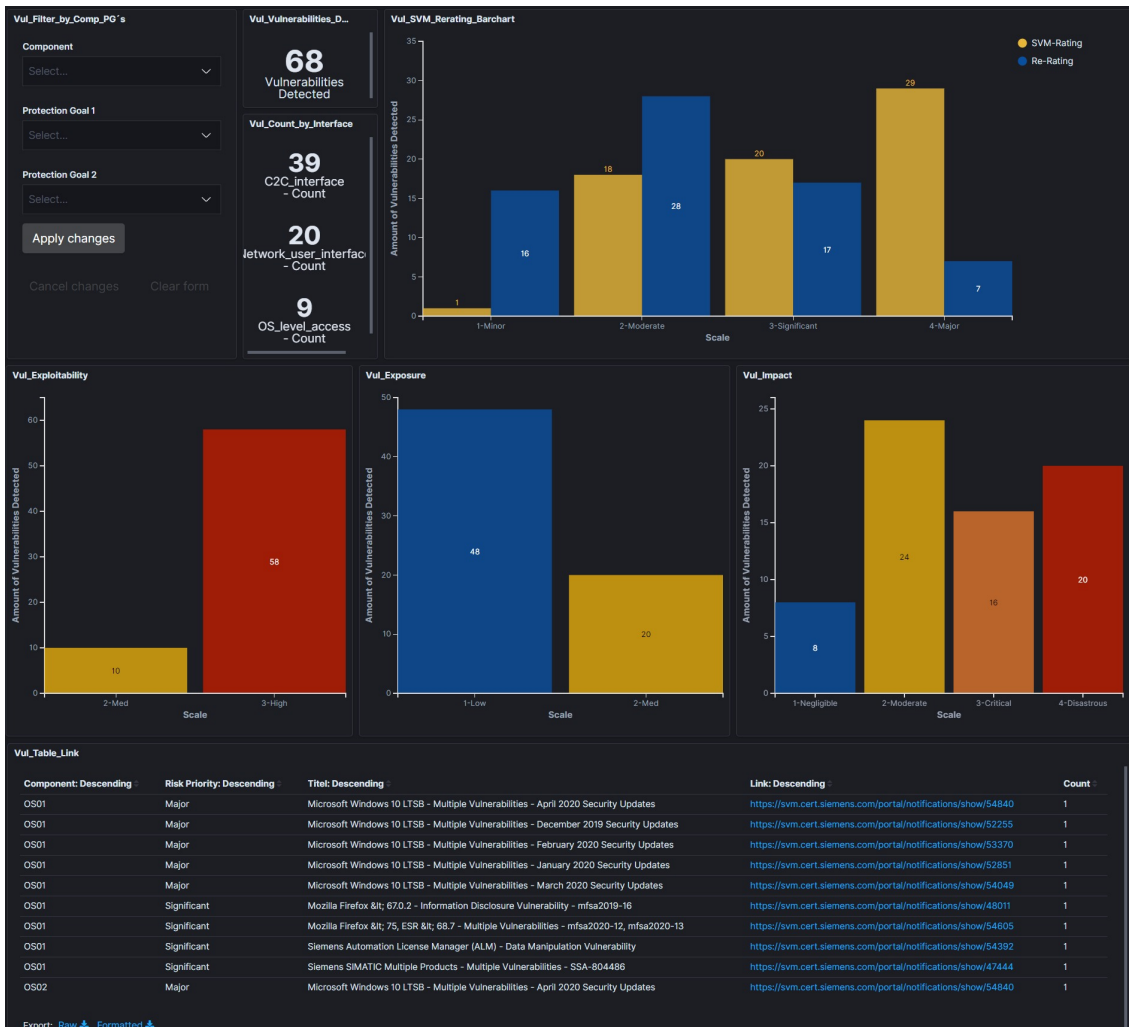 Vul_Filter_by_Comp_PG´s
Component
Select...
Protection Goal 1
Select...
Protection Goal 2
Select...
Apply changes
Cancel changes Clear form
Vul_Vulnerabilities_D...
68
Vulnerabilities
Detected
Vul_Count_by_Interface
39
C2C_interface
- Count
20
Network_user_interfac
- Count
9
OS_level_access
- Count
Vul_SVM_Rerating_Barchart
SVM-Rating
Re-Rating
Amount of Vulnerabilities Detected
35
30
25
20
15
10
5
0
1
16
18
28
20
17
29
7
1-Minor 2-Moderate 3-Significant 4-Major
Scale
Vul_Exploitability
Amount of Vulnerabilities Detected
60
50
40
30
20
10
0
10
58
2-Med 3-High
Scale
Vul_Exposure
Amount of Vulnerabilities Detected
50
40
30
20
10
0
48
20
1-Low 2-Med
Scale
Vul_Impact
Amount of Vulnerabilities Detected
25
20
15
10
5
0
8
24
16
20
1-Negligible 2-Moderate 3-Critical 4-Disastrous
Scale
Vul_Table_Link
Component: Descending Risk Priority: Descending Titel: Descending Link: Descending Count
OS01 Major Microsoft Windows 10 LTSB - Multiple Vulnerabilities - April 2020 Security Updates https://svm.cert.siemens.com/portal/notifications/show/54840 1
OS01 Major Microsoft Windows 10 LTSB - Multiple Vulnerabilities - December 2019 Security Updates https://svm.cert.siemens.com/portal/notifications/show/52255 1
OS01 Major Microsoft Windows 10 LTSB - Multiple Vulnerabilities - February 2020 Security Updates https://svm.cert.siemens.com/portal/notifications/show/53370 1
OS01 Major Microsoft Windows 10 LTSB - Multiple Vulnerabilities - January 2020 Security Updates https://svm.cert.siemens.com/portal/notifications/show/52851 1
OS01 Major Microsoft Windows 10 LTSB - Multiple Vulnerabilities - March 2020 Security Updates https://svm.cert.siemens.com/portal/notifications/show/54049 1
OS01 Significant Mozilla Firefox &lt; 67.0.2 - Information Disclosure Vulnerability - mfsa2019-16 https://svm.cert.siemens.com/portal/notifications/show/48011 1
OS01 Significant Mozilla Firefox &lt; 75, ESR &lt; 68.7 - Multiple Vulnerabilities - mfsa2020-12, mfsa2020-13 https://svm.cert.siemens.com/portal/notifications/show/54605 1
OS01 Significant Siemens Automation License Manager (ALM) - Data Manipulation Vulnerability https://svm.cert.siemens.com/portal/notifications/show/54392 1
OS01 Significant Siemens SIMATIC Multiple Products - Multiple Vulnerabilities - SSA-804486 https://svm.cert.siemens.com/portal/notifications/show/47444 1
OS02 Major Microsoft Windows 10 LTSB - Multiple Vulnerabilities - April 2020 Security Updates https://svm.cert.siemens.com/portal/notifications/show/54840 1
Export: Raw Formatted